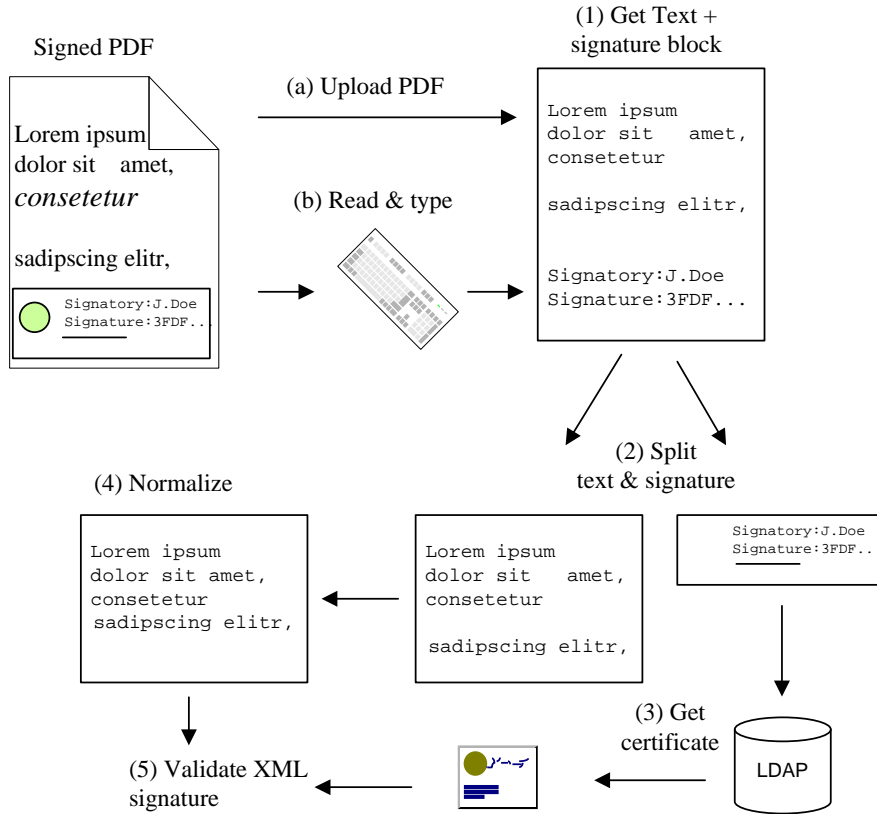 (1) Get Text +
signature block
Signed PDF
(a) Upload PDF
Lorem ipsum
dolor sit    amet,
consetetur
sadipscing elitr,
Signatory:J.Doe
Signature:3FDF...
(b) Read & type
Lorem ipsum
dolor sit   amet,
consetetur
sadipscing elitr,
Signatory:J.Doe
Signature:3FDF...
(2) Split
text & signature
(4) Normalize
Lorem ipsum
dolor sit amet,
consetetur
sadipscing elitr,
Lorem ipsum
dolor sit   amet,
consetetur
sadipscing elitr,
Signatory:J.Doe
Signature:3FDF..
(3) Get
certificate
LDAP
(5) Validate XML
signature